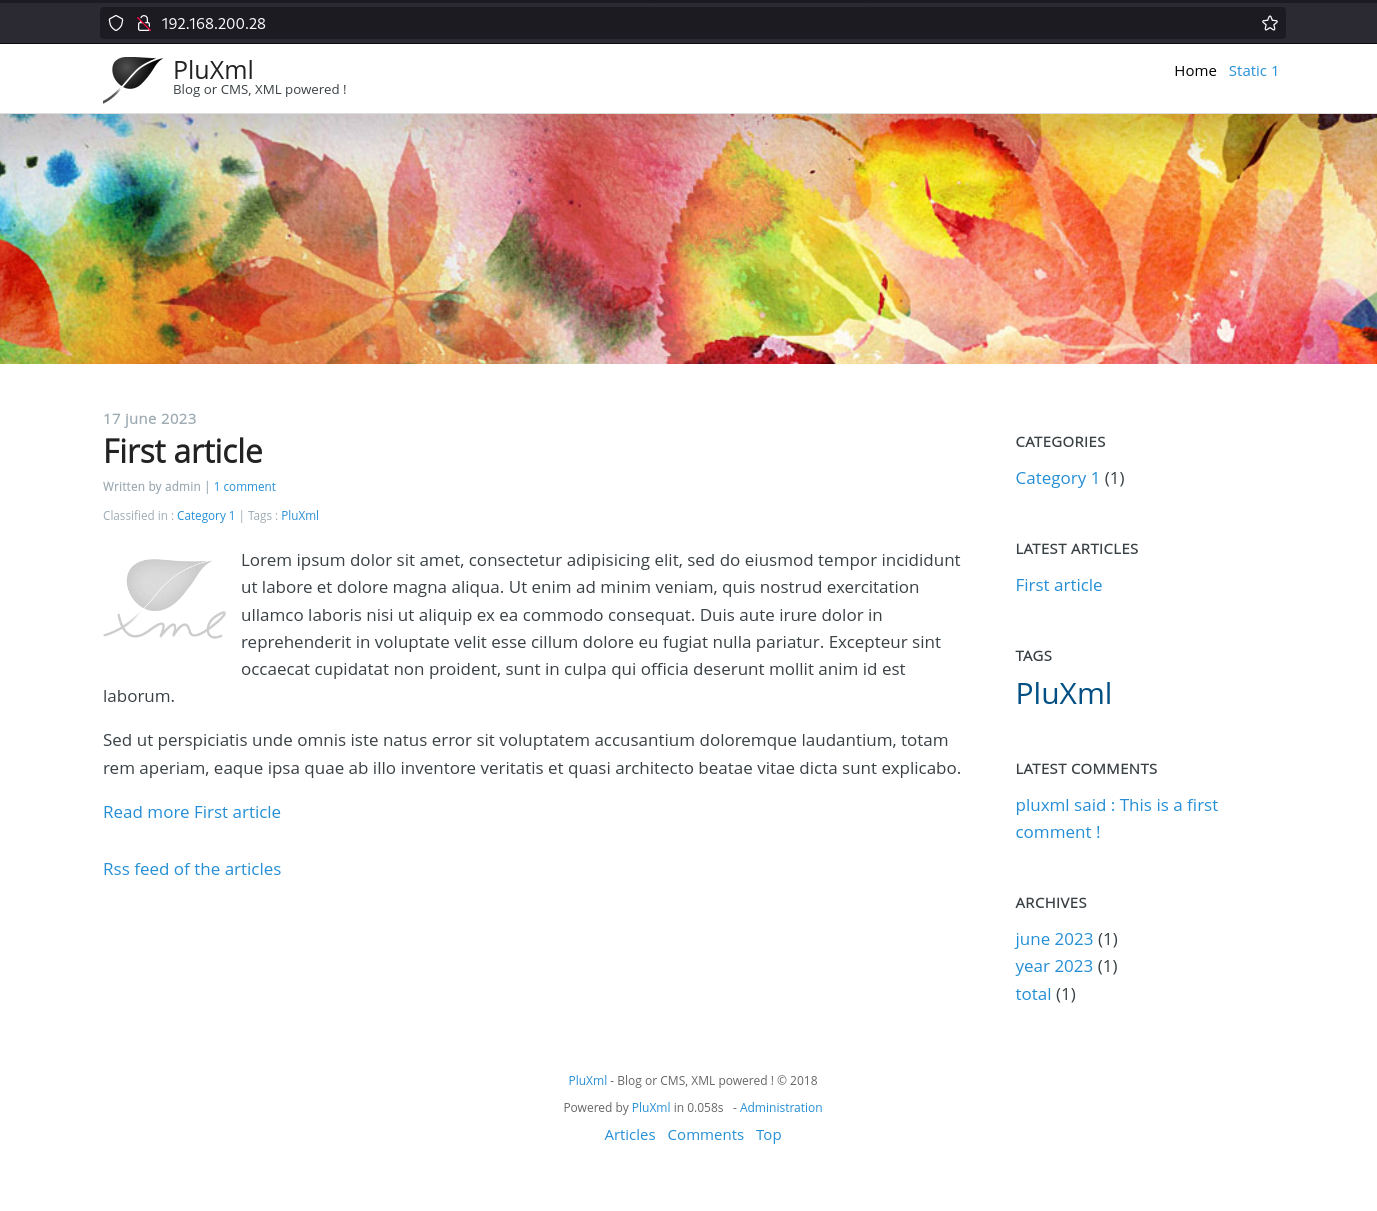 192.168.200.28
PluXml
Blog or CMS, XML powered !
Home Static 1
17 june 2023
First article
Written by admin | 1 comment
Classified in : Category 1 | Tags : PluXml
xml
Lorem ipsum dolor sit amet, consectetur adipisicing elit, sed do eiusmod tempor incididunt
ut labore et dolore magna aliqua. Ut enim ad minim veniam, quis nostrud exercitation
ullamco laboris nisi ut aliquip ex ea commodo consequat. Duis aute irure dolor in
reprehenderit in voluptate velit esse cillum dolore eu fugiat nulla pariatur. Excepteur sint
occaecat cupidatat non proident, sunt in culpa qui officia deserunt mollit anim id est
laborum.
Sed ut perspiciatis unde omnis iste natus error sit voluptatem accusantium doloremque laudantium, totam
rem aperiam, eaque ipsa quae ab illo inventore veritatis et quasi architecto beatae vitae dicta sunt explicabo.
Read more First article
Rss feed of the articles
CATEGORIES
Category 1 (1)
LATEST ARTICLES
First article
TAGS
PluXml
LATEST COMMENTS
pluxml said : This is a first
comment !
ARCHIVES
june 2023 (1)
year 2023 (1)
total (1)
PluXml - Blog or CMS, XML powered ! © 2018
Powered by PluXml in 0.058s - Administration
Articles Comments Top